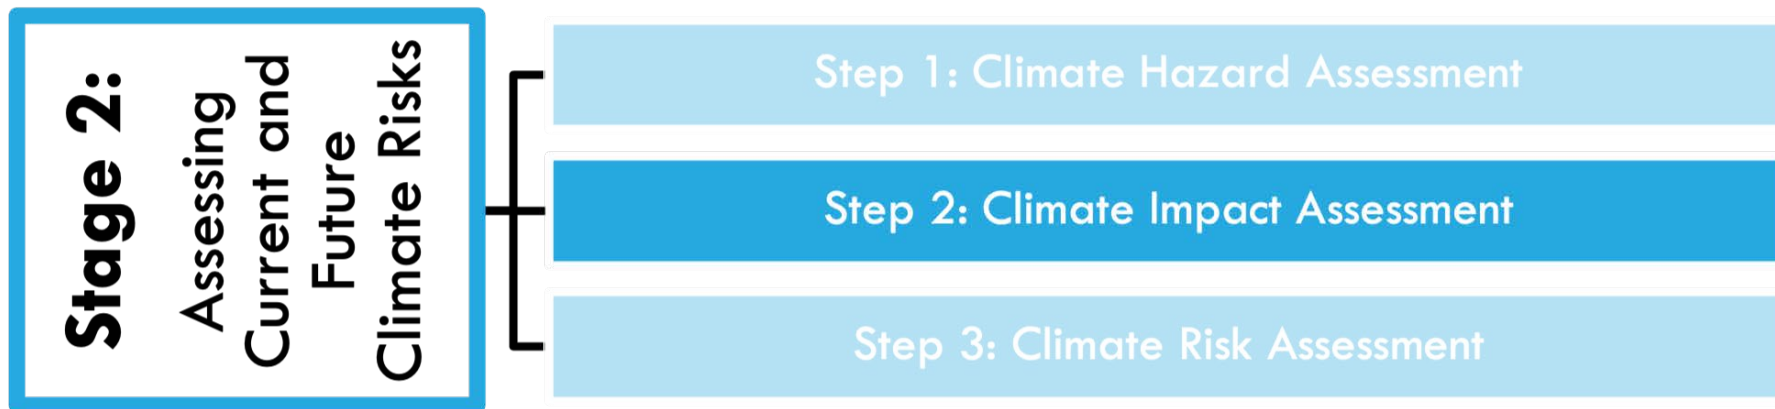 Stage 2:
Assessing
Current and
Future
Climate Risks
Step 1: Climate Hazard Assessment
Step 2: Climate Impact Assessment
Step 3: Climate Risk Assessment